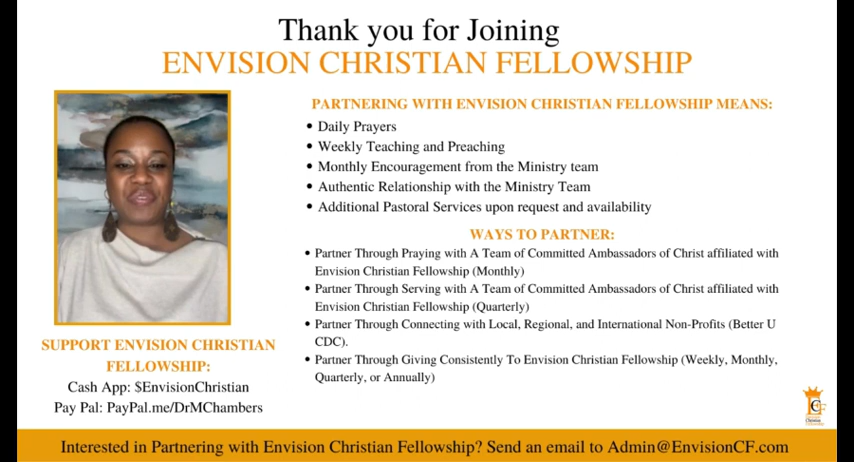 Thank you for Joining
ENVISION CHRISTIAN FELLOWSHIP
PARTNERING WITH ENVISION CHRISTIAN FELLOWSHIP MEANS:
• Daily Prayers
• Weekly Teaching and Preaching
• Monthly Encouragement from the Ministry team
• Authentic Relationship with the Ministry Team
• Additional Pastoral Services upon request and availability
WAYS TO PARTNER:
• Partner Through Praying with A Team of Committed Ambassadors of Christ affiliated with
Envision Christian Fellowship (Monthly)
• Partner Through Serving with A Team of Committed Ambassadors of Christ affiliated with
Envision Christian Fellowship (Quarterly)
• Partner Through Connecting with Local, Regional, and International Non-Profits (Better U
CDC).
• Partner Through Giving Consistently To Envision Christian Fellowship (Weekly, Monthly,
Quarterly, or Annually)
SUPPORT ENVISION CHRISTIAN
FELLOWSHIP:
Cash App: $EnvisionChristian
Pay Pal: PayPal.me/DrMChambers
Interested in Partnering with Envision Christian Fellowship? Send an email to Admin@EnvisionCF.com